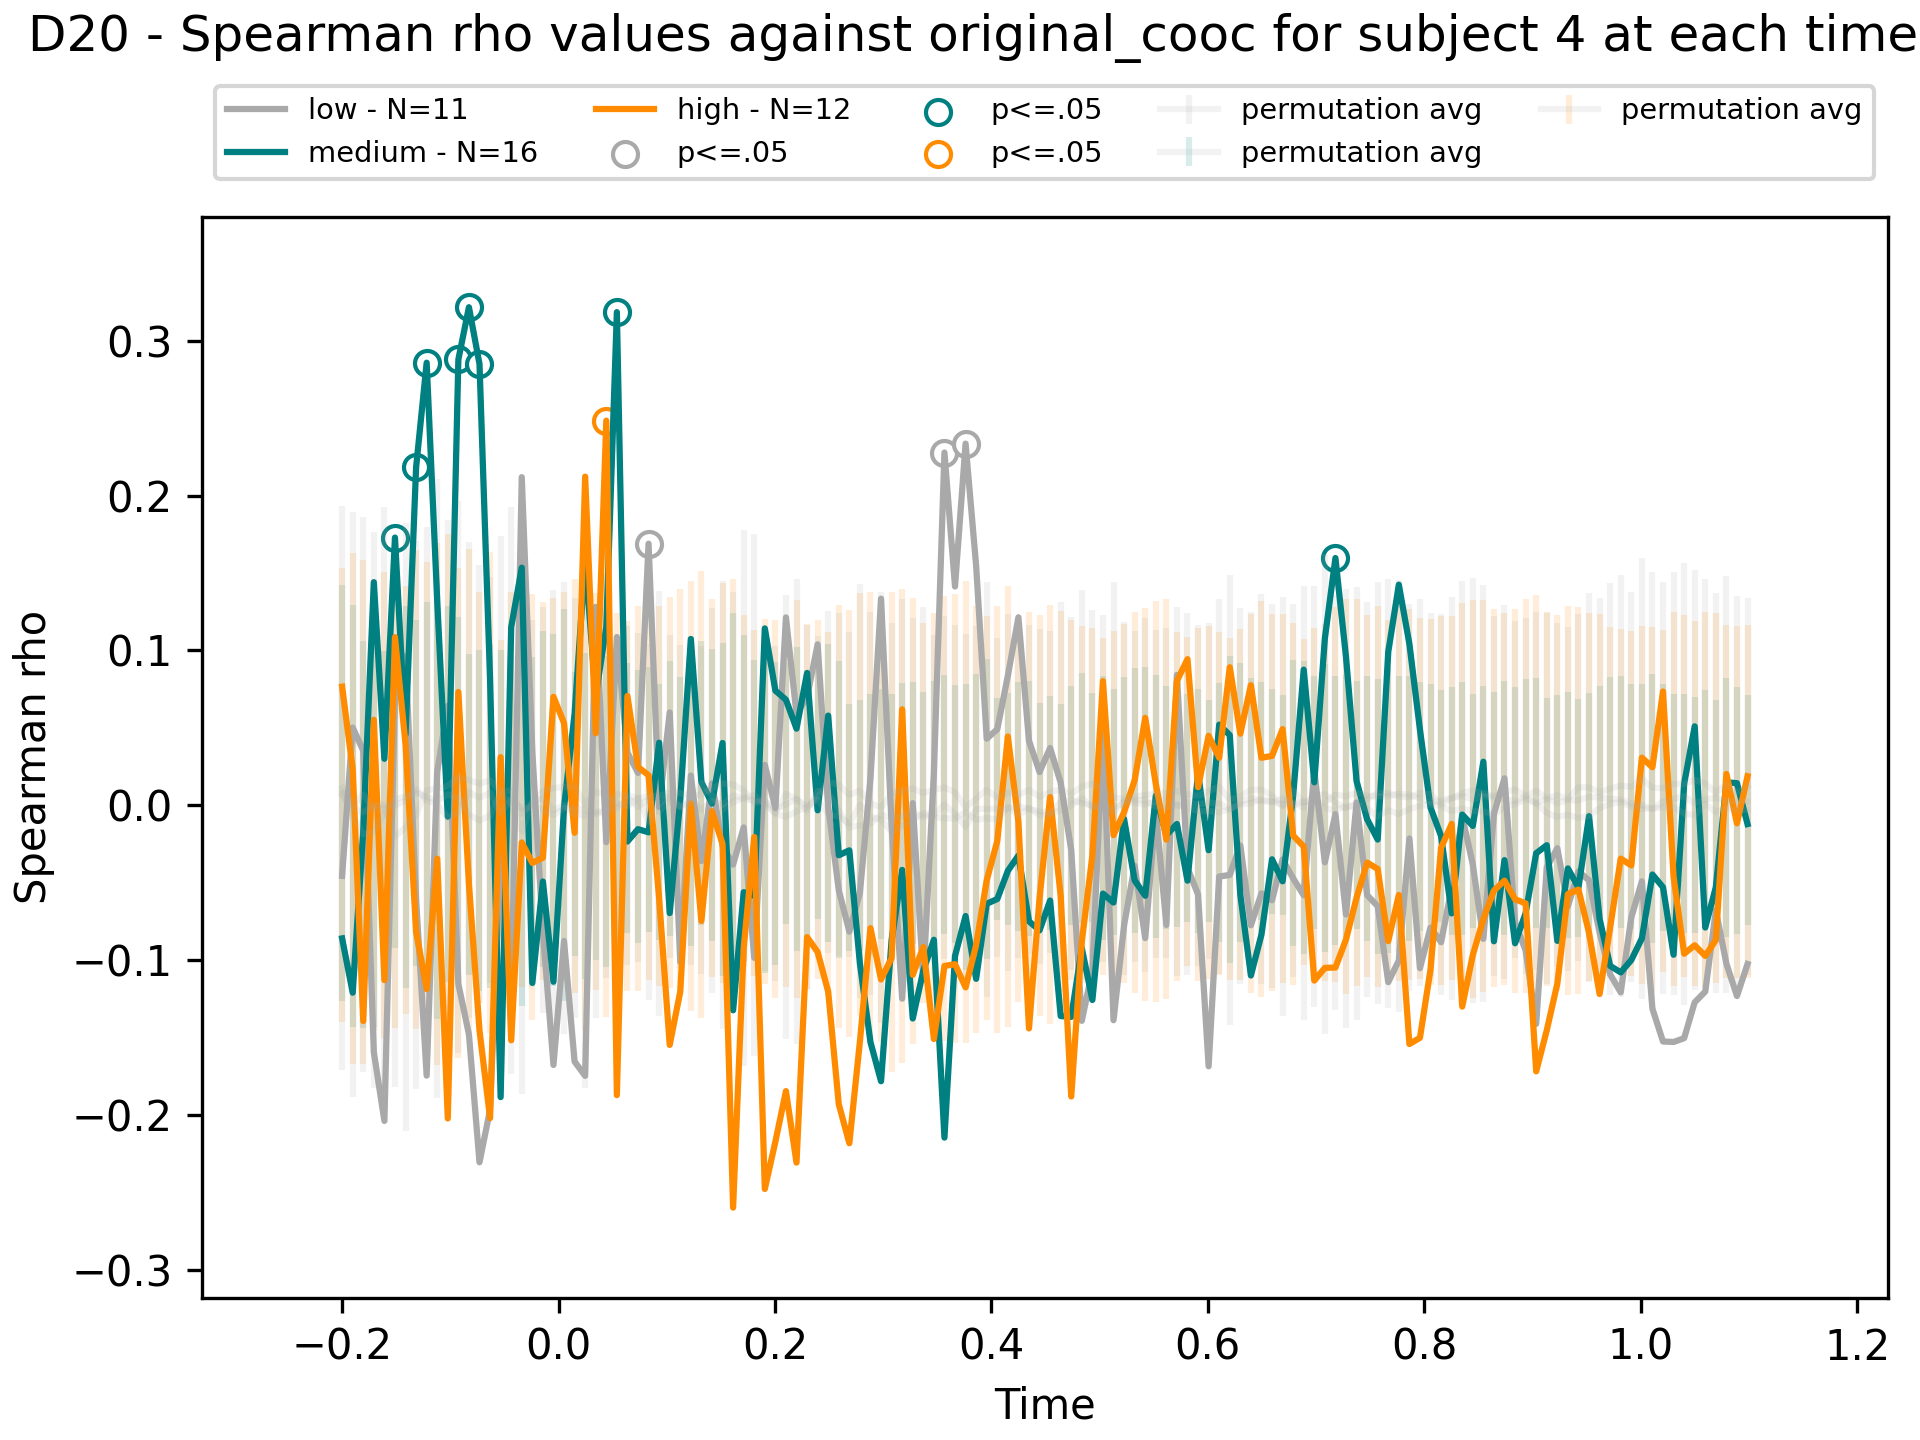 D20 - Spearman rho values against original_cooc for subject 4 at each time
low - N=11
medium - N=16
high - N=12
p<=.05
p<=.05
p<=.05
permutation avg
permutation avg
permutation avg
Spearman rho
0.3
0.2
0.1
0.0
−0.1
−0.2
−0.3
−0.2
0.0
0.2
0.4
0.6
0.8
1.0
1.2
Time